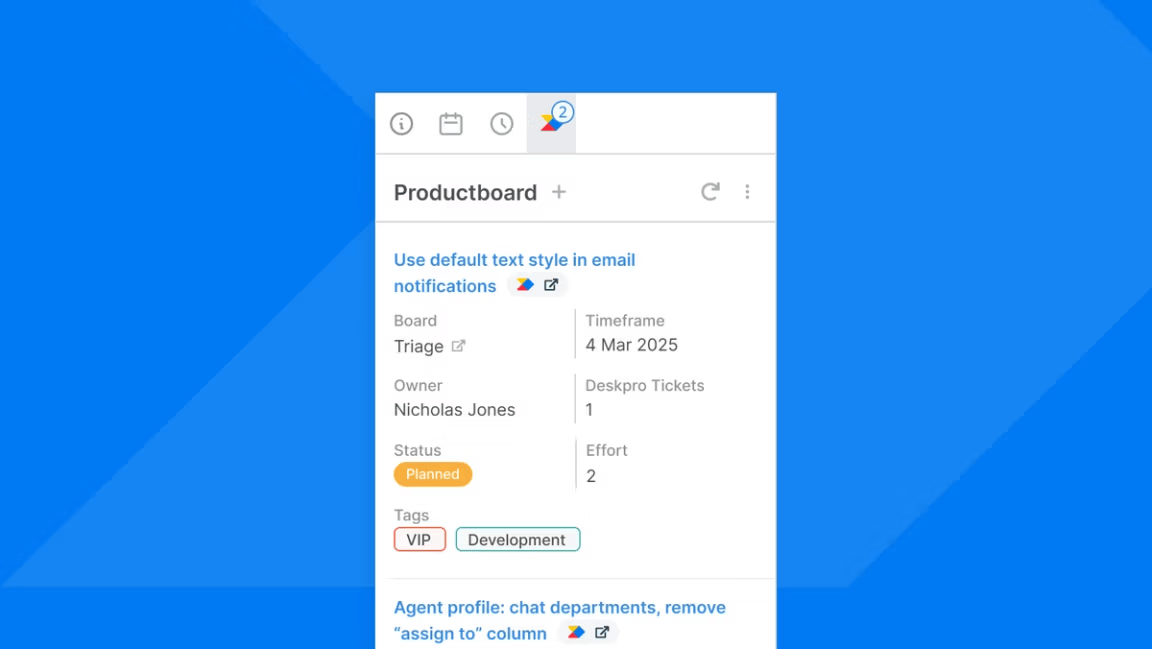 2
Productboard
Use default text style in email
notifications
Board
Timeframe
Triage
4 Mar 2025
Owner
Deskpro Tickets
Nicholas Jones
1
Status
Effort
Planned
2
Tags
VIP
Development
Agent profile: chat departments, remove
“assign to” column